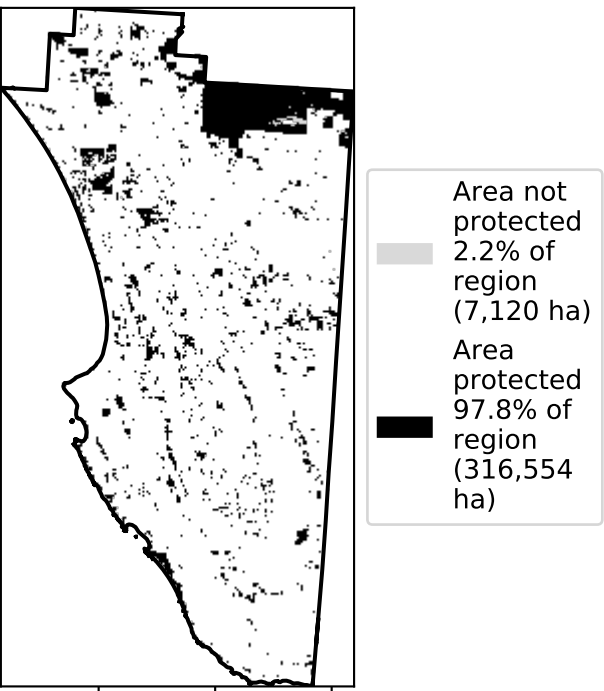 Area not
protected
2.2% of
region
(7,120 ha)
Area
protected
97.8% of
region
(316,554
ha)